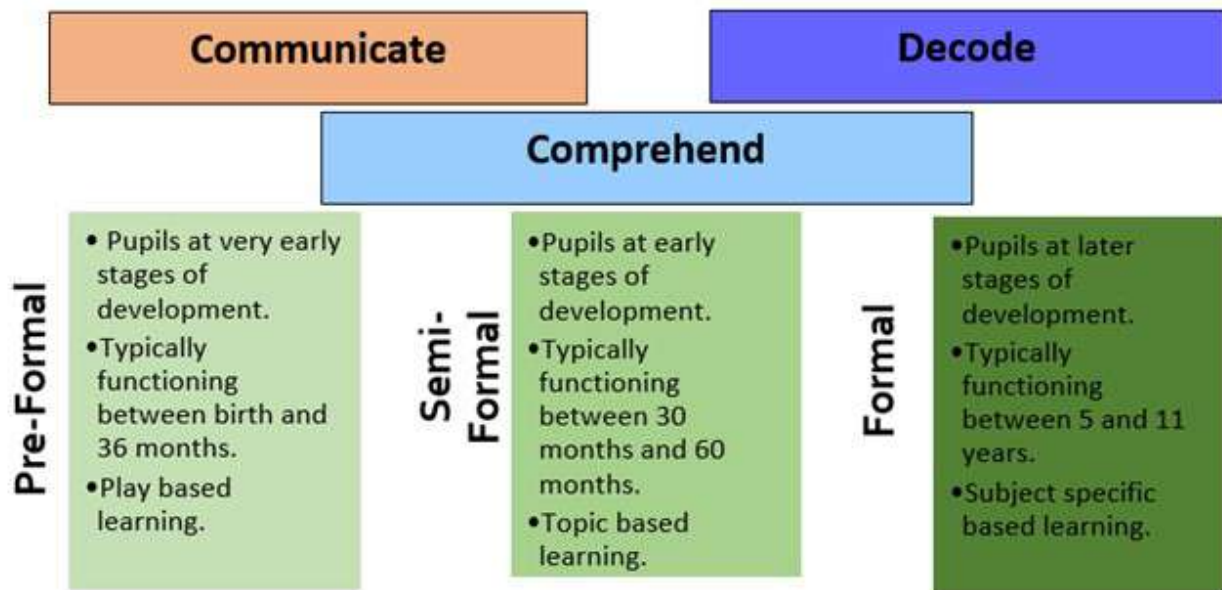 Communicate
Decode
Comprehend
Pre-Formal
• Pupils at very early
stages of
development.
•Typically
functioning
between birth and
36 months.
•Play based
learning.
Semi-
Formal
•Pupils at early
stages of
development.
•Typically
functioning
between 30
months and 60
months.
•Topic based
learning.
Formal
•Pupils at later
stages of
development.
•Typically
functioning
between 5 and 11
years.
•Subject specific
based learning.